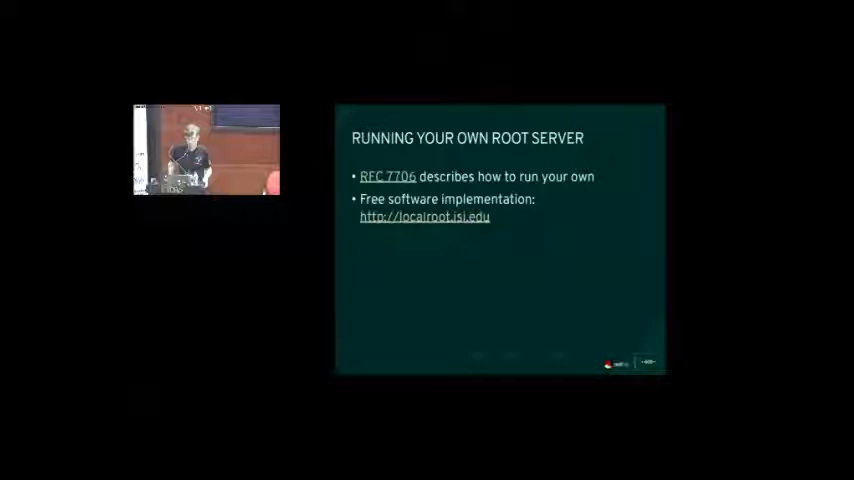 RUNNING YOUR OWN ROOT SERVER
• RFC 7706 describes how to run your own
• Free software implementation:
http://localroot.isi.edu